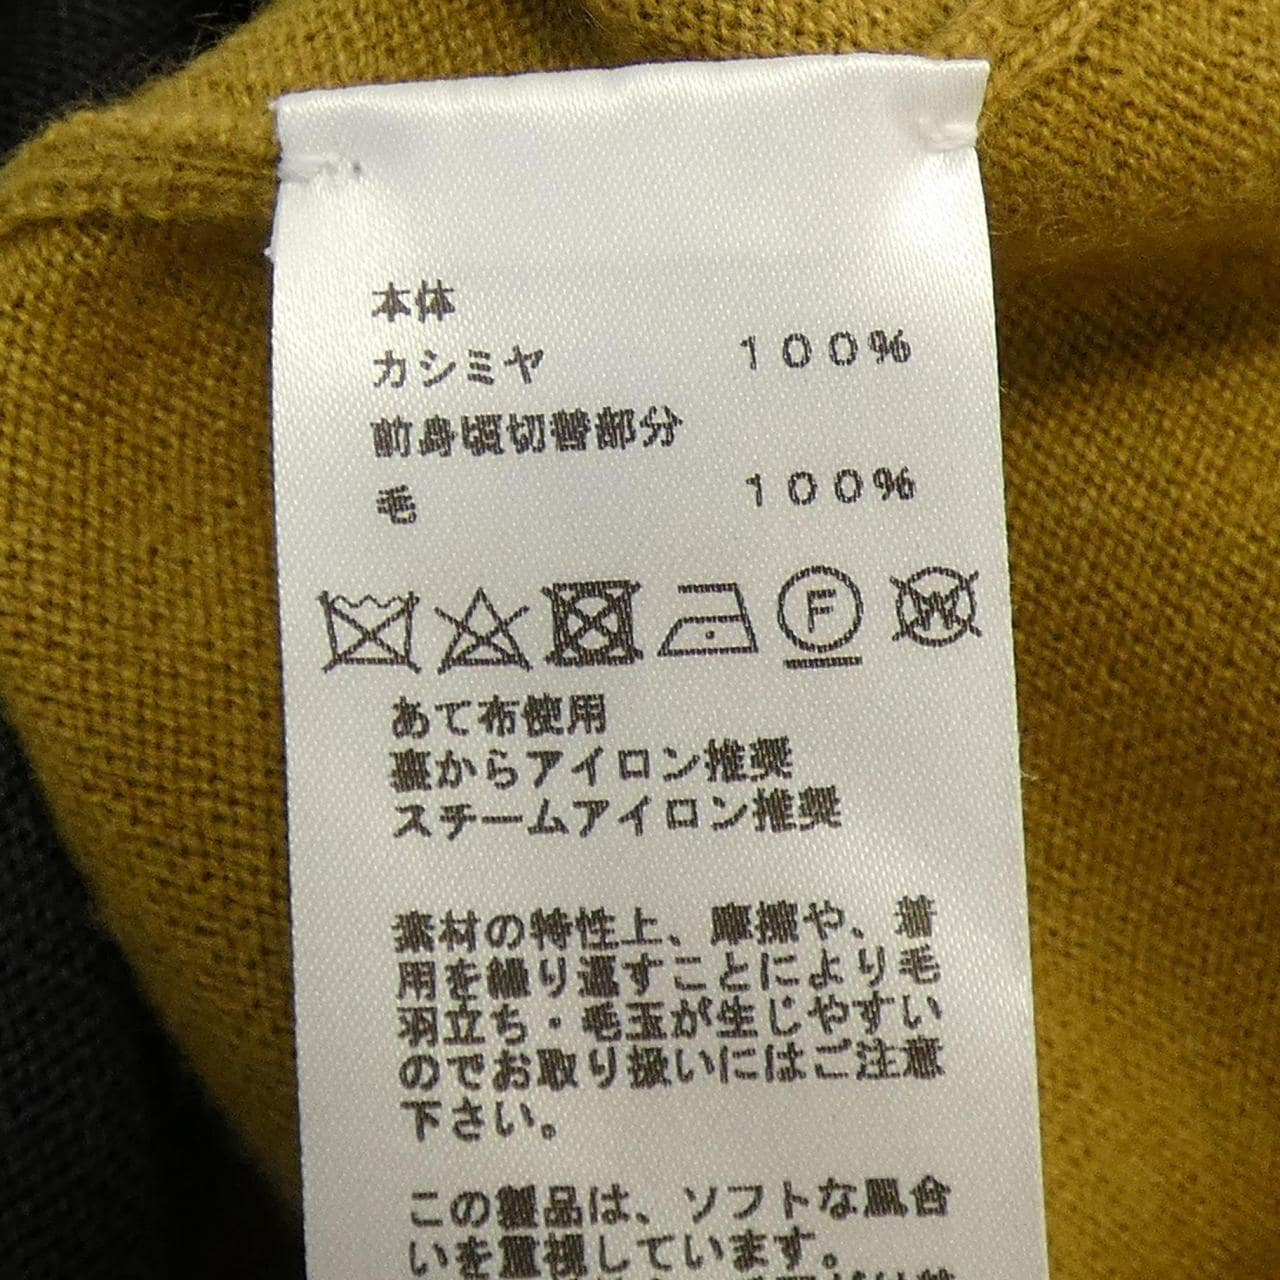 本体
カシミヤ 100%
前身頃切替部分
毛 100%
F W
あて布使用
裏からアイロン推奨
スチームアイロン推奨
素材の特性上、摩擦や、着
用を繰り返すことにより毛
羽立ち・毛玉が生じやすい
のでお取り扱いにはご注意
下さい。
この製品は、ソフトな風合
いを重視しています。